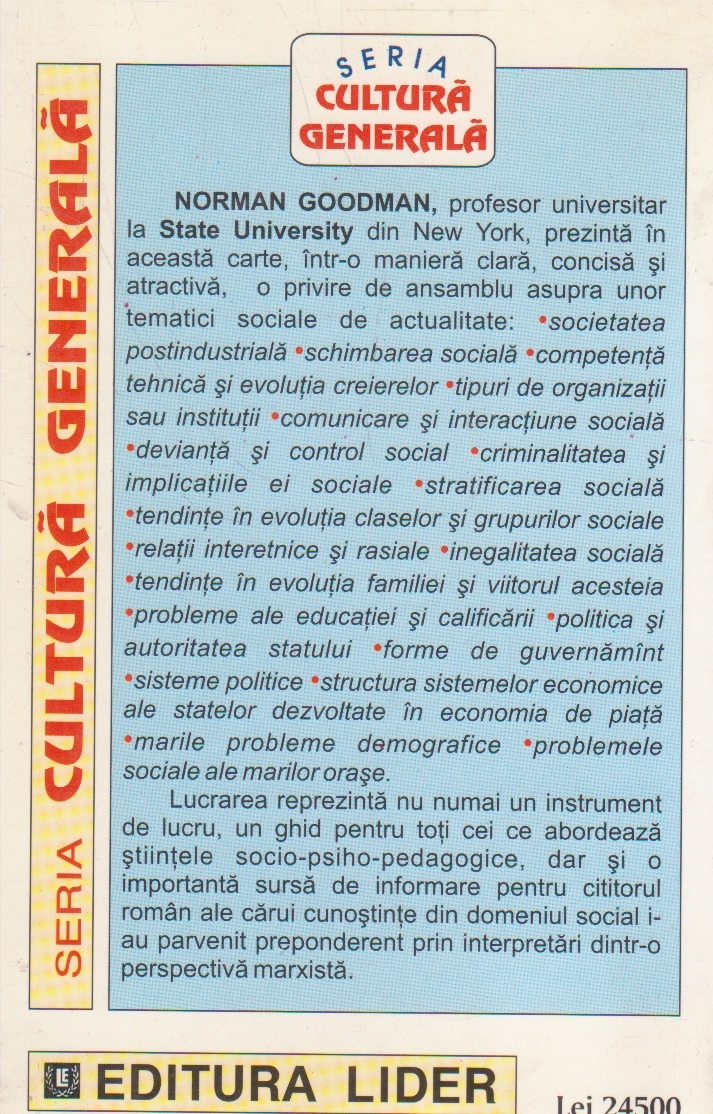 SERIA
CULTURĂ
GENERALĂ
SERIA CULTURĂ GENERALĂ
NORMAN GOODMAN, profesor universitar
la State University din New York, prezintă în
această carte, într-o manieră clară, concisă şi
atractivă, o privire de ansamblu asupra unor
tematici sociale de actualitate: •societatea
postindustrială •schimbarea socială •competenţă
tehnică şi evoluţia creierelor •tipuri de organizaţii
sau instituţii •comunicare şi interacţiune socială
•devianţă şi control social •criminalitatea şi
implicaţiile ei sociale •stratificarea socială
•tendinţe în evoluţia claselor şi grupurilor sociale
•relaţii interetnice şi rasiale •inegalitatea socială
•tendinţe în evoluţia familiei şi viitorul acesteia
•probleme ale educaţiei şi calificării •politica şi
autoritatea statului •forme de guvernămînt
•sisteme politice •structura sistemelor economice
ale statelor dezvoltate în economia de piaţă
•marile probleme demografice •problemele
sociale ale marilor oraşe.
Lucrarea reprezintă nu numai un instrument
de lucru, un ghid pentru toţi cei ce abordează
ştiinţele socio-psiho-pedagogice, dar şi o
importantă sursă de informare pentru cititorul
român ale cărui cunoştinţe din domeniul social i-
au parvenit preponderent prin interpretări dintr-o
perspectivă marxistă.
LE EDITURA LIDER
Lei 24500